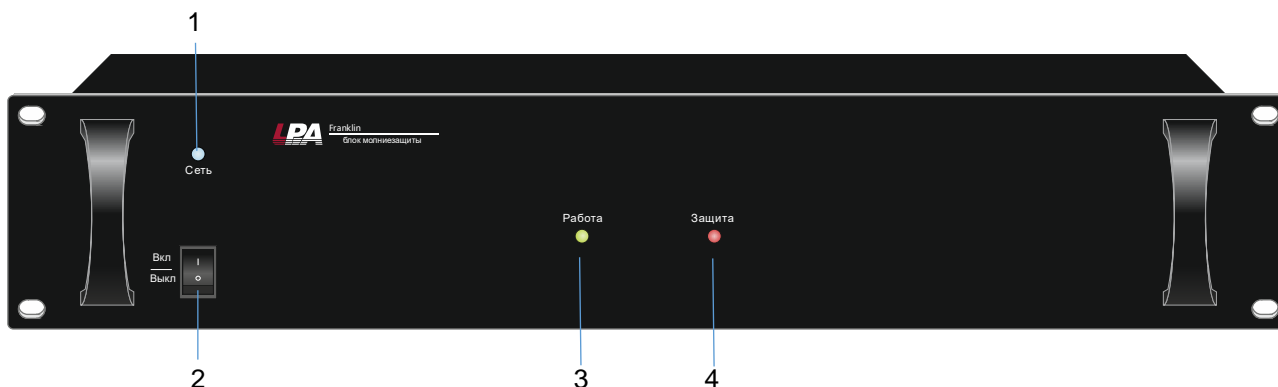 1
LPA
Franklin
блок молниезащиты
Сеть
Работа
Защита
Вкл
Выкл
I
O
2
3
4